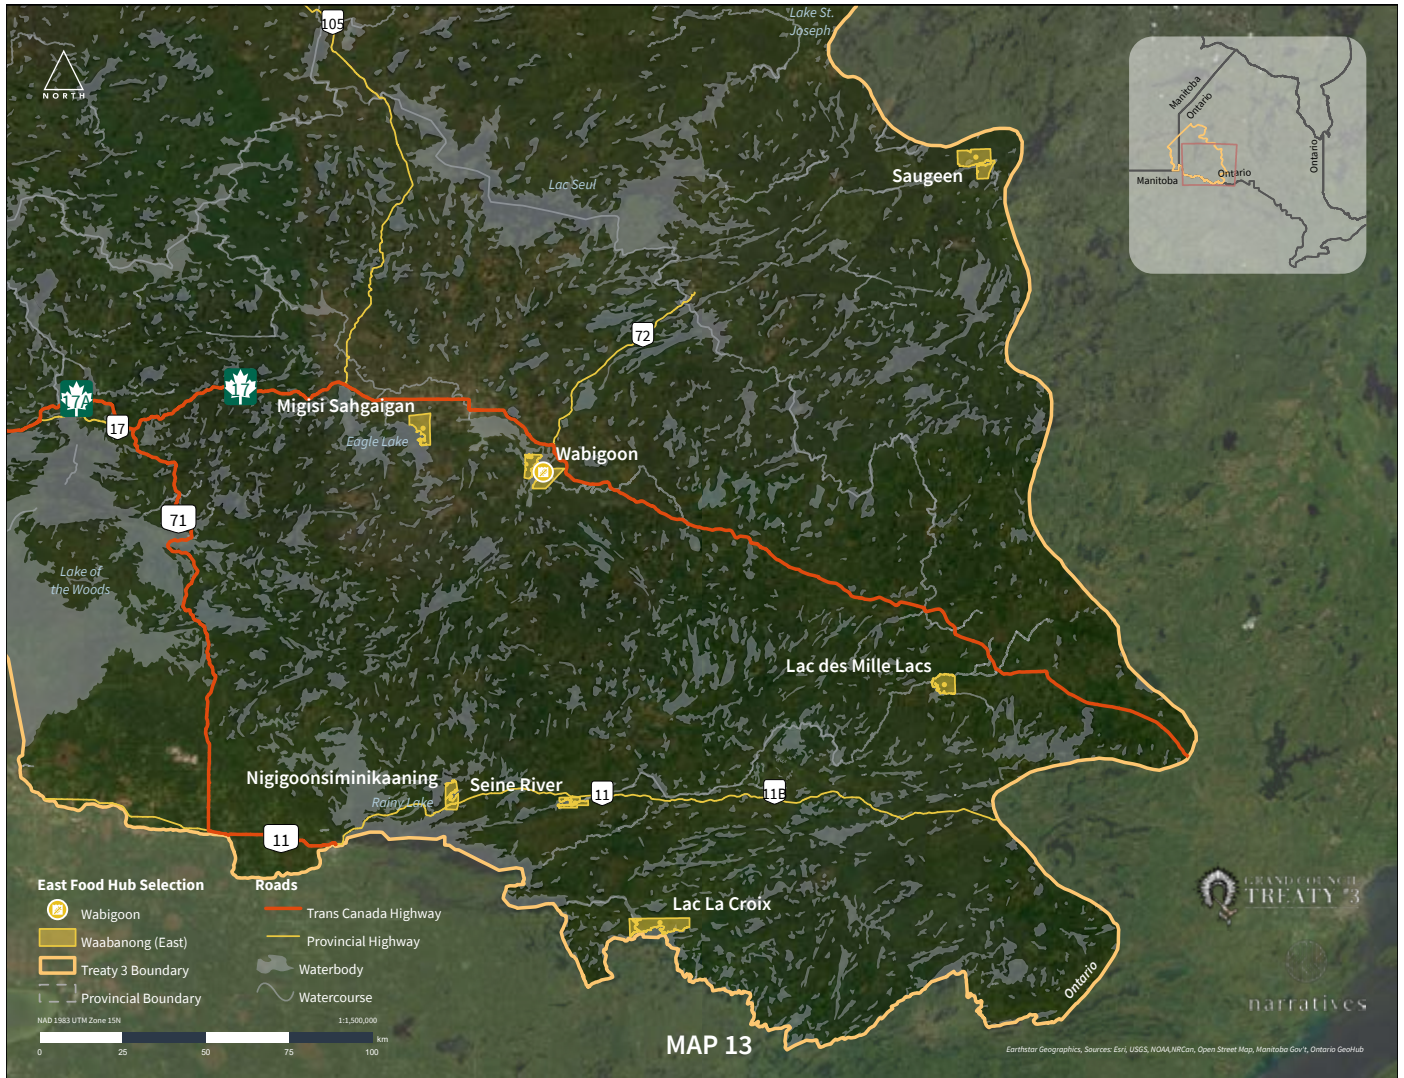 105
Lake St.
Joseph
NORTH
Manitoba
Ontario
Ontario
Manitoba
Ontario
Saugeen
Lac Seul
72
17A
17
17
Migisi Sahgaigan
Eagle Lake
Wabigoon
71
Lake of
the Woods
Lac des Mille Lacs
Nigigoonsiminikaaning
Seine River
Rainy Lake
11
11B
11
Lac La Croix
Ontario
East Food Hub Selection
Wabigoon
Waabanong (East)
Treaty 3 Boundary
Provincial Boundary
Roads
Trans Canada Highway
Provincial Highway
Waterbody
Watercourse
NAD 1983 UTM Zone 15N
1:1,500,000
0 25 50 75 100 km
MAP 13
GRAND COUNCIL
TREATY #3
narratives
Earthstar Geographics, Sources: Esri, USGS, NOAA,NRCan, Open Street Map, Manitoba Gov't, Ontario GeoHub